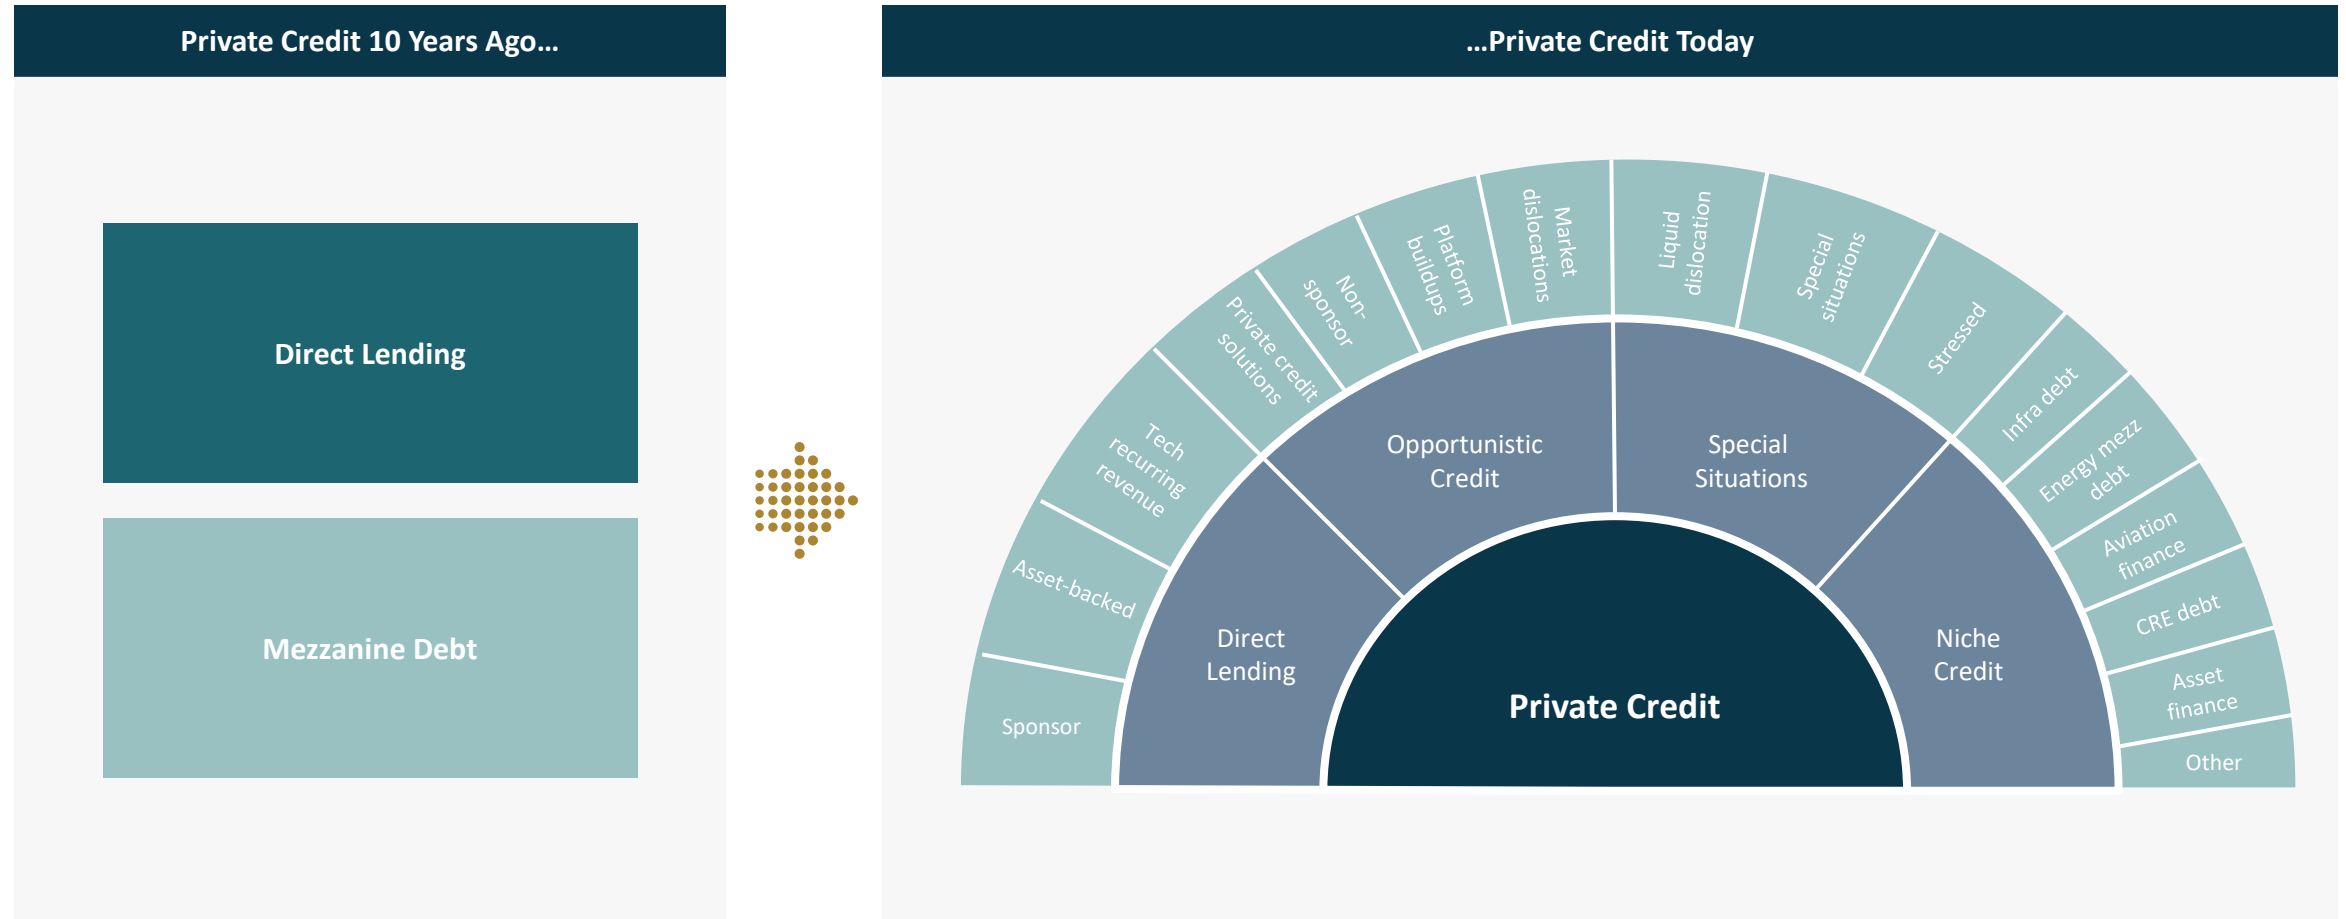 Private Credit 10 Years Ago...
...Private Credit Today
Direct Lending
Mezzanine Debt
Sponsor
Asset-backed
Tech
recurring
revenue
Private credit
solutions
Non-
sponsor
Platform
buildups
Market
dislocations
Liquid
dislocation
Special
situations
Stressed
Infra debt
Energy mezz
debt
Aviation
finance
CRE debt
Asset
finance
Other
Direct
Lending
Opportunistic
Credit
Special
Situations
Niche
Credit
Private Credit